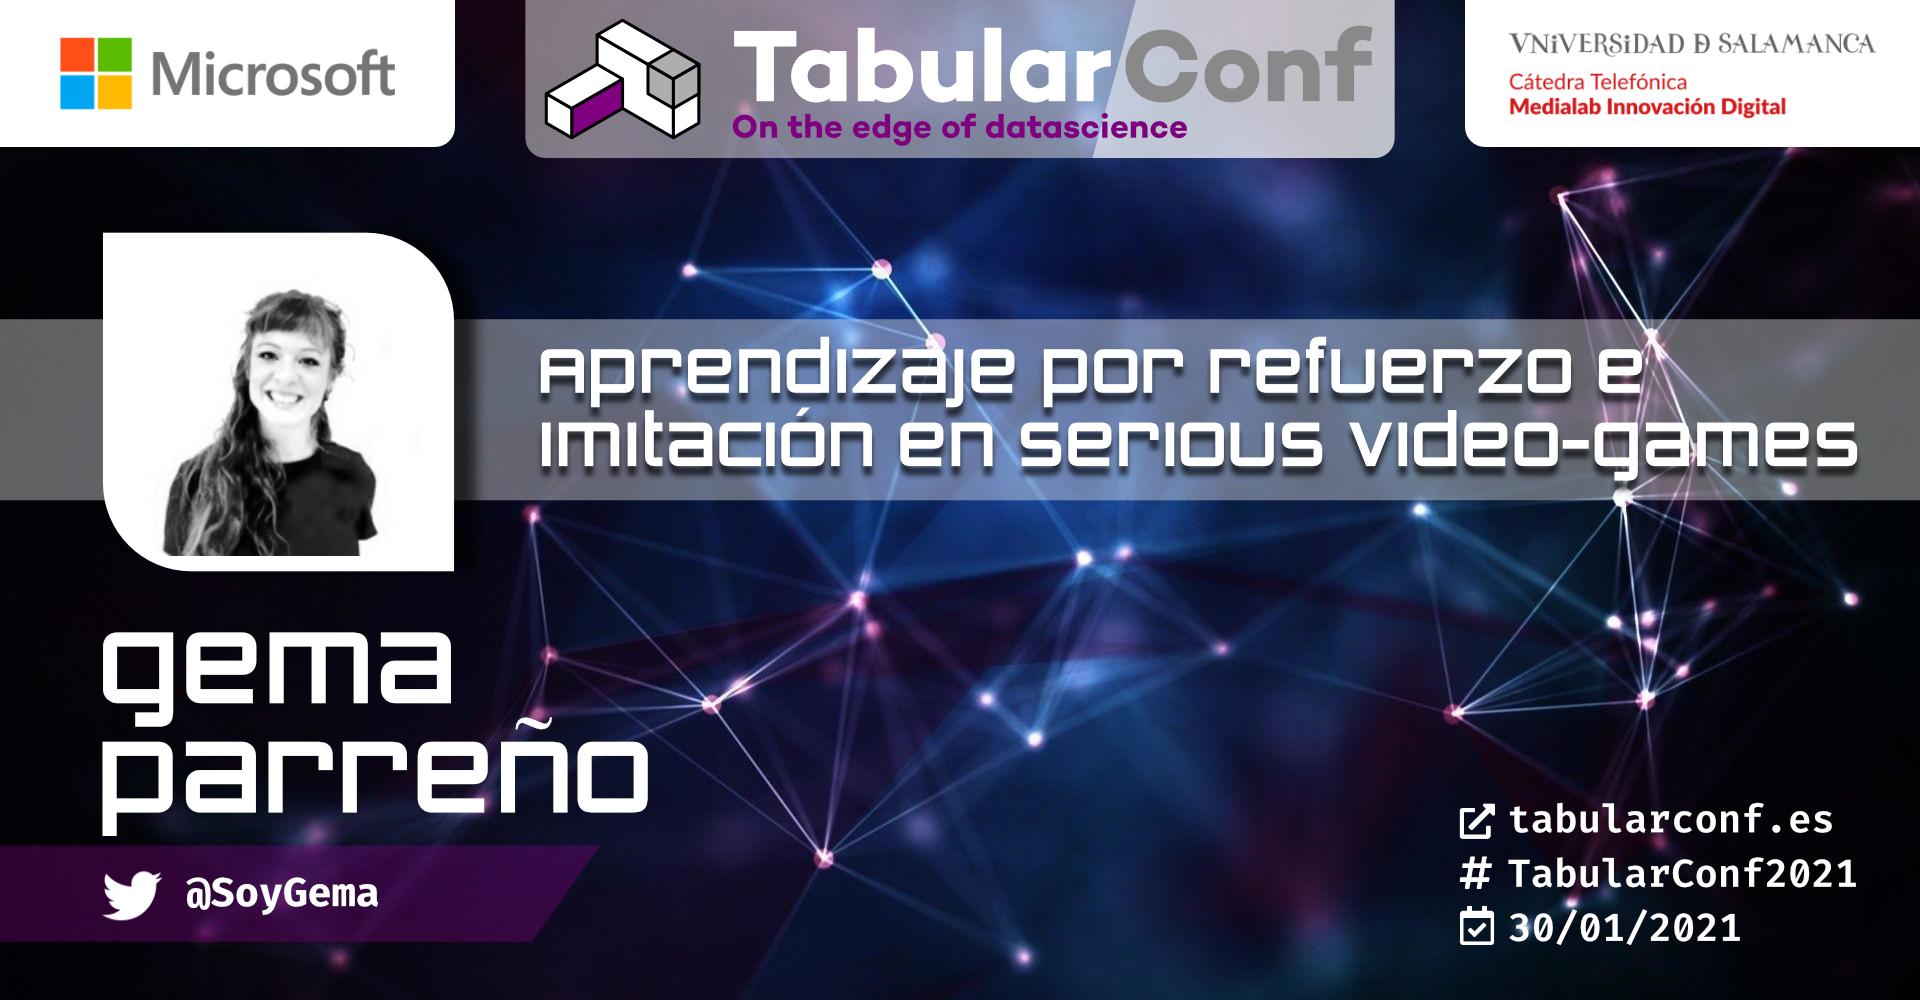 Microsoft
TabularConf
On the edge of datascience
VNiVERSiDAD Ð SALAMANCA
Cátedra Telefónica
Medialab Innovación Digital
Aprendizaje por refuerzo e
imitación en serious video-games
gema
parreño
@SoyGema
tabularconf.es
# TabularConf2021
30/01/2021